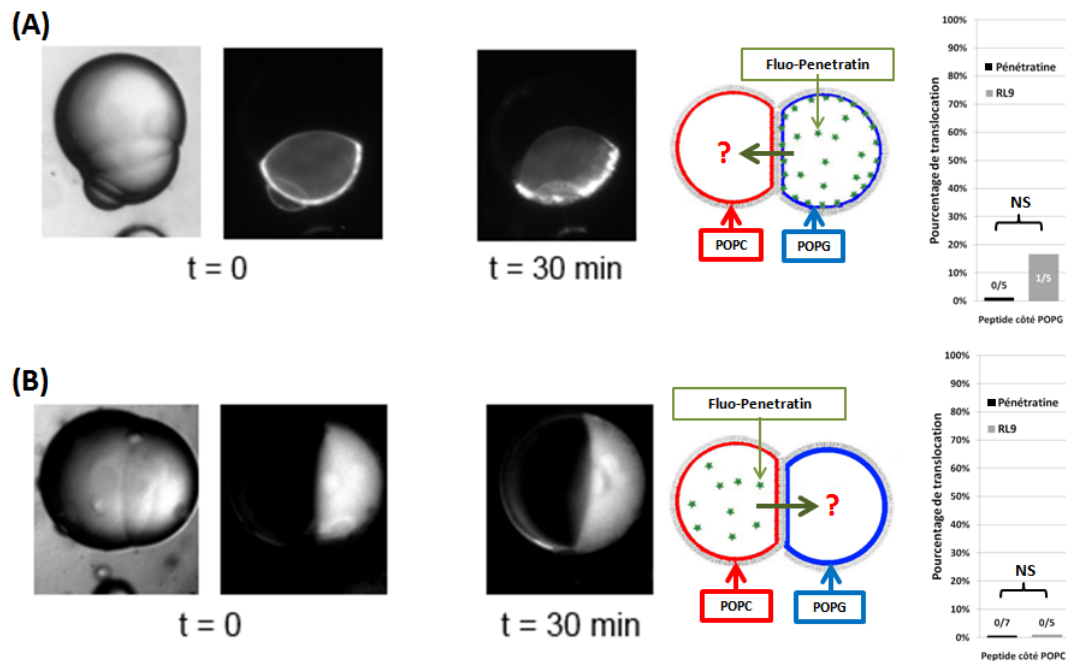 (A)
t = 0
t = 30 min
Fluo-Penetratin
?
POPC
POPG
Pourcentage de translocation
100%
90%
80%
70%
60%
50%
40%
30%
20%
10%
0%
Pénétratine
RL9
NS
0/5
1/5
Peptide côté POPG
(B)
t = 0
t = 30 min
Fluo-Penetratin
?
POPC
POPG
Pourcentage de translocation
100%
90%
80%
70%
60%
50%
40%
30%
20%
10%
0%
Pénétratine
RL9
NS
0/7
0/5
Peptide côté POPC